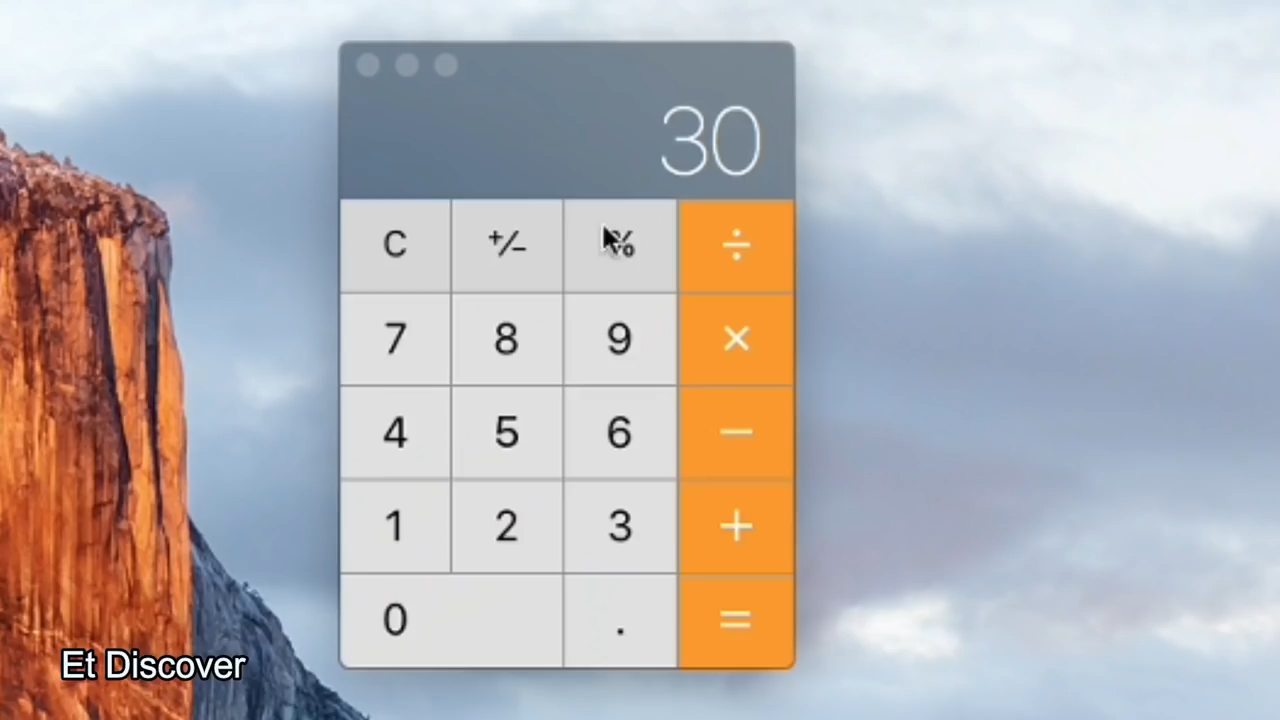 30
C +/− % ÷
7 8 9 ×
4 5 6 −
1 2 3 +
0 . =
Et Discover